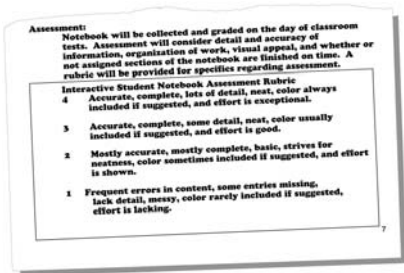 Assessment:
Notebook will be collected and graded on the day of classroom
tests. Assessment will consider detail and accuracy of
information, organization of work, visual appeal, and whether or
not assigned sections of the notebook are finished on time. A
rubric will be provided for specifics regarding assessment.
Interactive Student Notebook Assessment Rubric
4 Accurate, complete, lots of detail, neat, color always
included if suggested, and effort is exceptional.
3 Accurate, complete, some detail, neat, color usually
included if suggested, and effort is good.
2 Mostly accurate, mostly complete, basic, strives for
neatness, color sometimes included if suggested, and effort
is shown.
1 Frequent errors in content, some entries missing,
lack detail, messy, color rarely included if suggested,
effort is lacking.
7